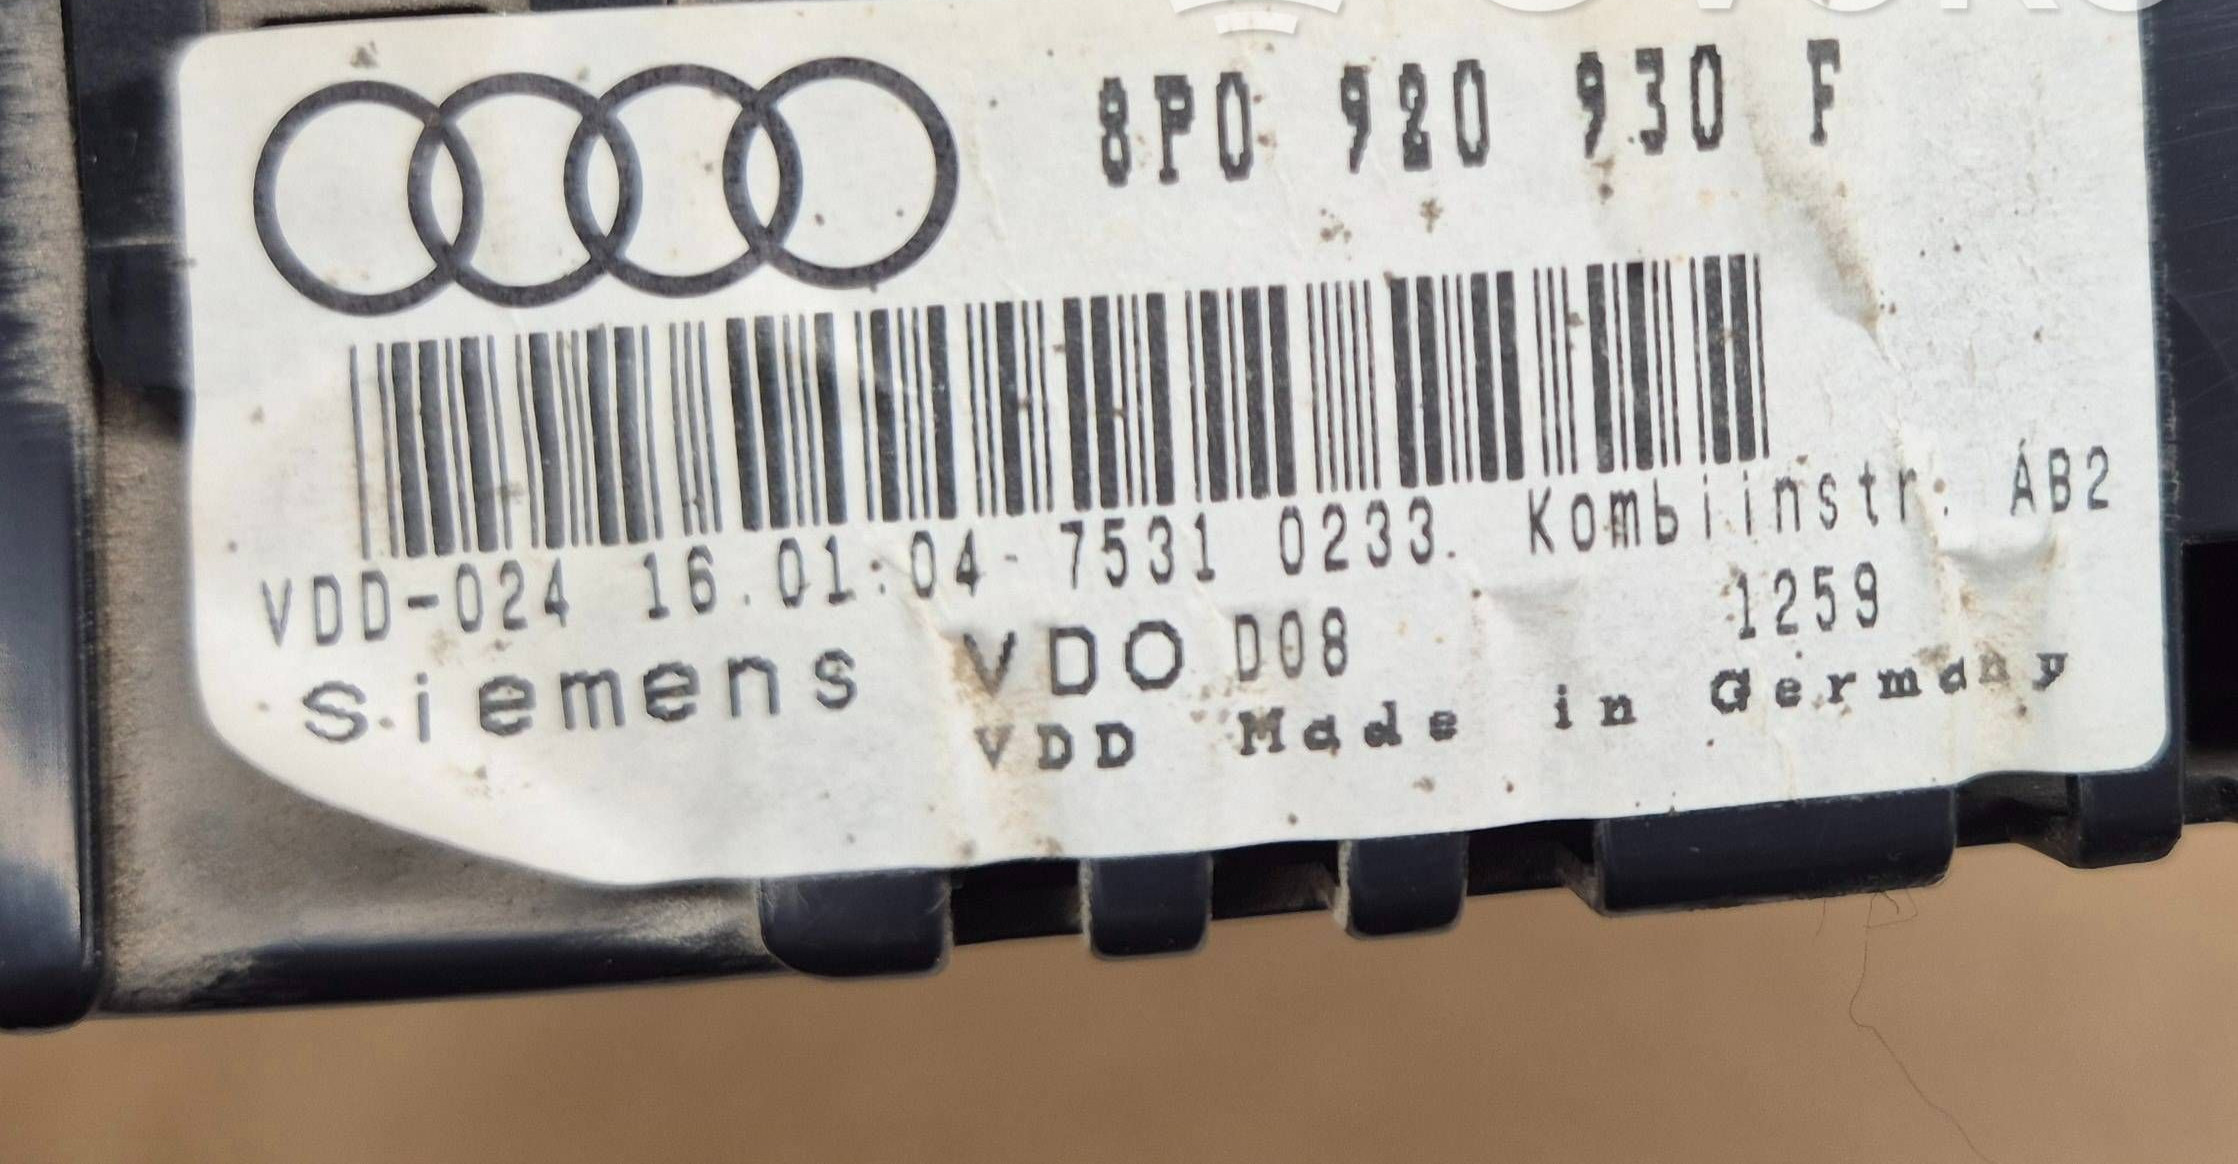 8P0 920 930 F
VDD-024 16.01.04 7531 0233. Kombiinstr. AB2
Siemens VDO D08 1259
VDD Made in Germany